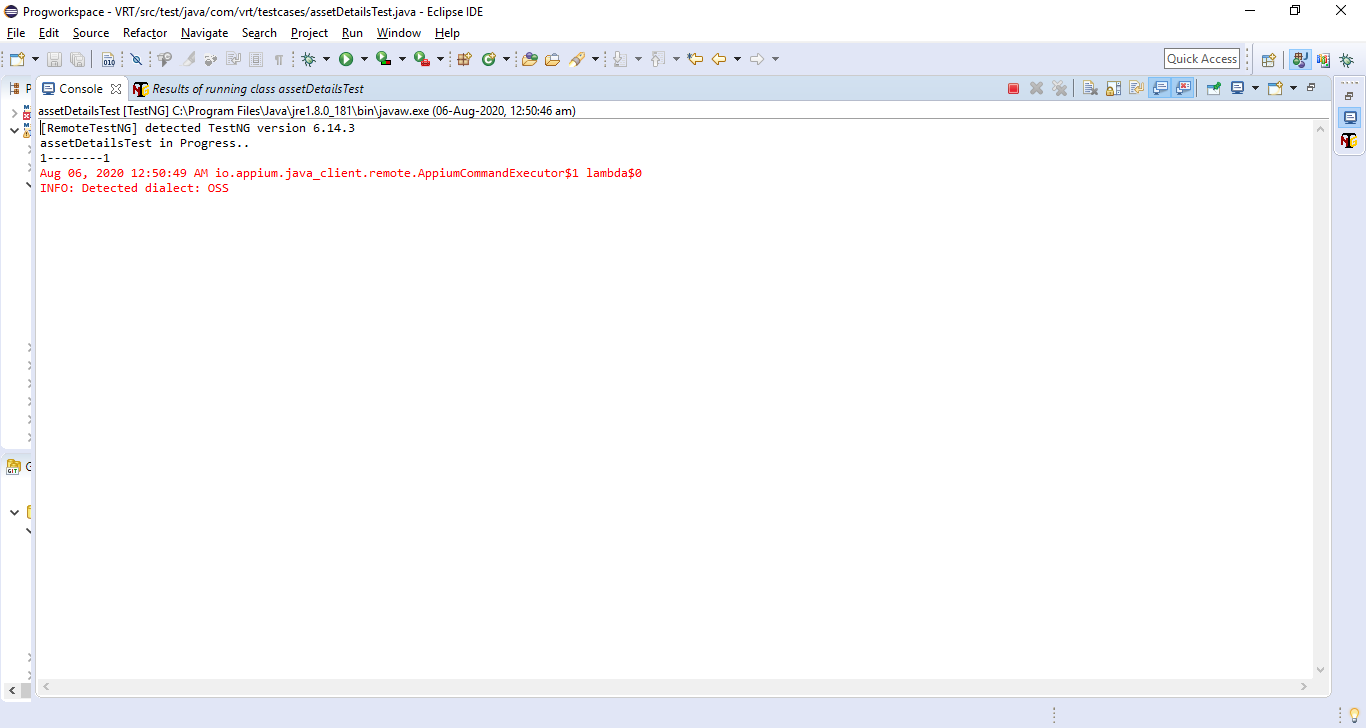 Progworkspace - VRT/src/test/java/com/vrt/testcases/assetDetailsTest.java - Eclipse IDE
File Edit Source Refactor Navigate Search Project Run Window Help
Quick Access
P
Console
Results of running class assetDetailsTest
assetDetailsTest [TestNG] C:\Program Files\Java\jre1.8.0_181\bin\javaw.exe (06-Aug-2020, 12:50:46 am)
[RemoteTestNG] detected TestNG version 6.14.3
assetDetailsTest in Progress..
1--------1
Aug 06, 2020 12:50:49 AM io.appium.java_client.remote.AppiumCommandExecutor$1 lambda$0
INFO: Detected dialect: OSS
GIT